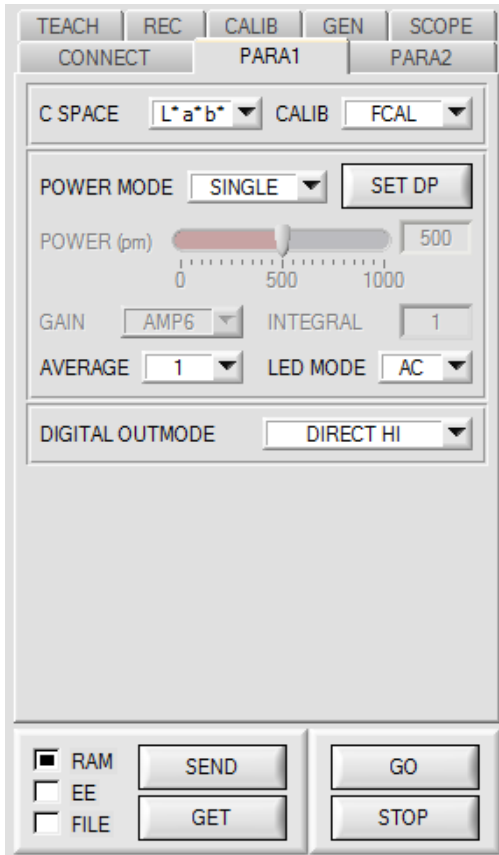 TEACH REC CALIB GEN SCOPE
CONNECT PARA1 PARA2
C SPACE L*a*b* CALIB FCAL
POWER MODE SINGLE SET DP
POWER (pm) 500
0 500 1000
GAIN AMP6 INTEGRAL 1
AVERAGE 1 LED MODE AC
DIGITAL OUTMODE DIRECT HI
RAM SEND GO
EE
FILE GET STOP